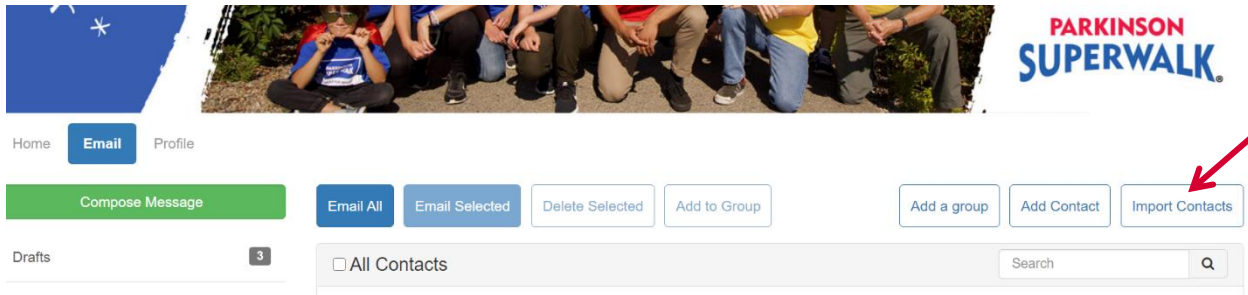 PARKINSON
SUPERWALK®
Home Email Profile
Compose Message
Email All Email Selected Delete Selected Add to Group Add a group Add Contact Import Contacts
Drafts 3
All Contacts Search